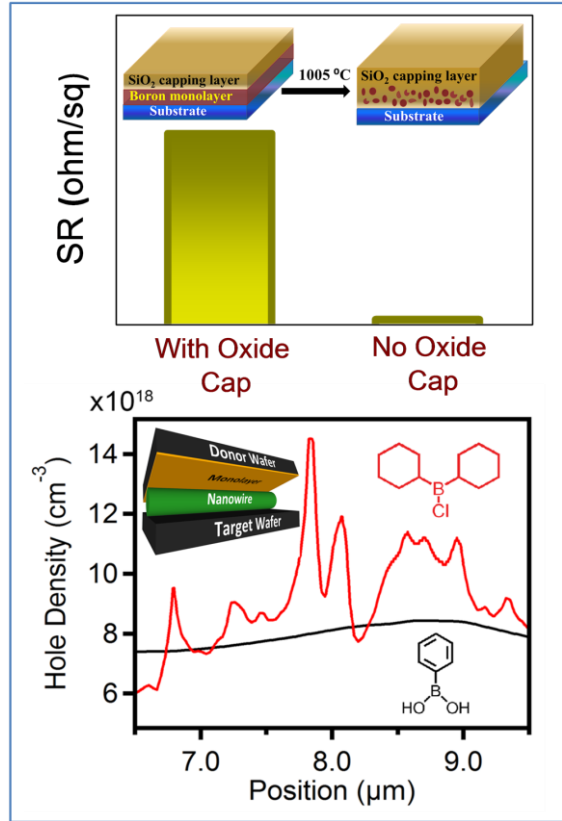 SiO₂ capping layer
Boron monolayer
Substrate
1005 ⁰C
SiO₂ capping layer
Substrate
SR (ohm/sq)
With Oxide
Cap
No Oxide
Cap
x10¹⁸
Hole Density (cm⁻³)
14
12
10
8
6
Donor Wafer
Monolayer
Nanowire
Target Wafer
B
Cl
B
HO
OH
7.0
8.0
9.0
Position (µm)